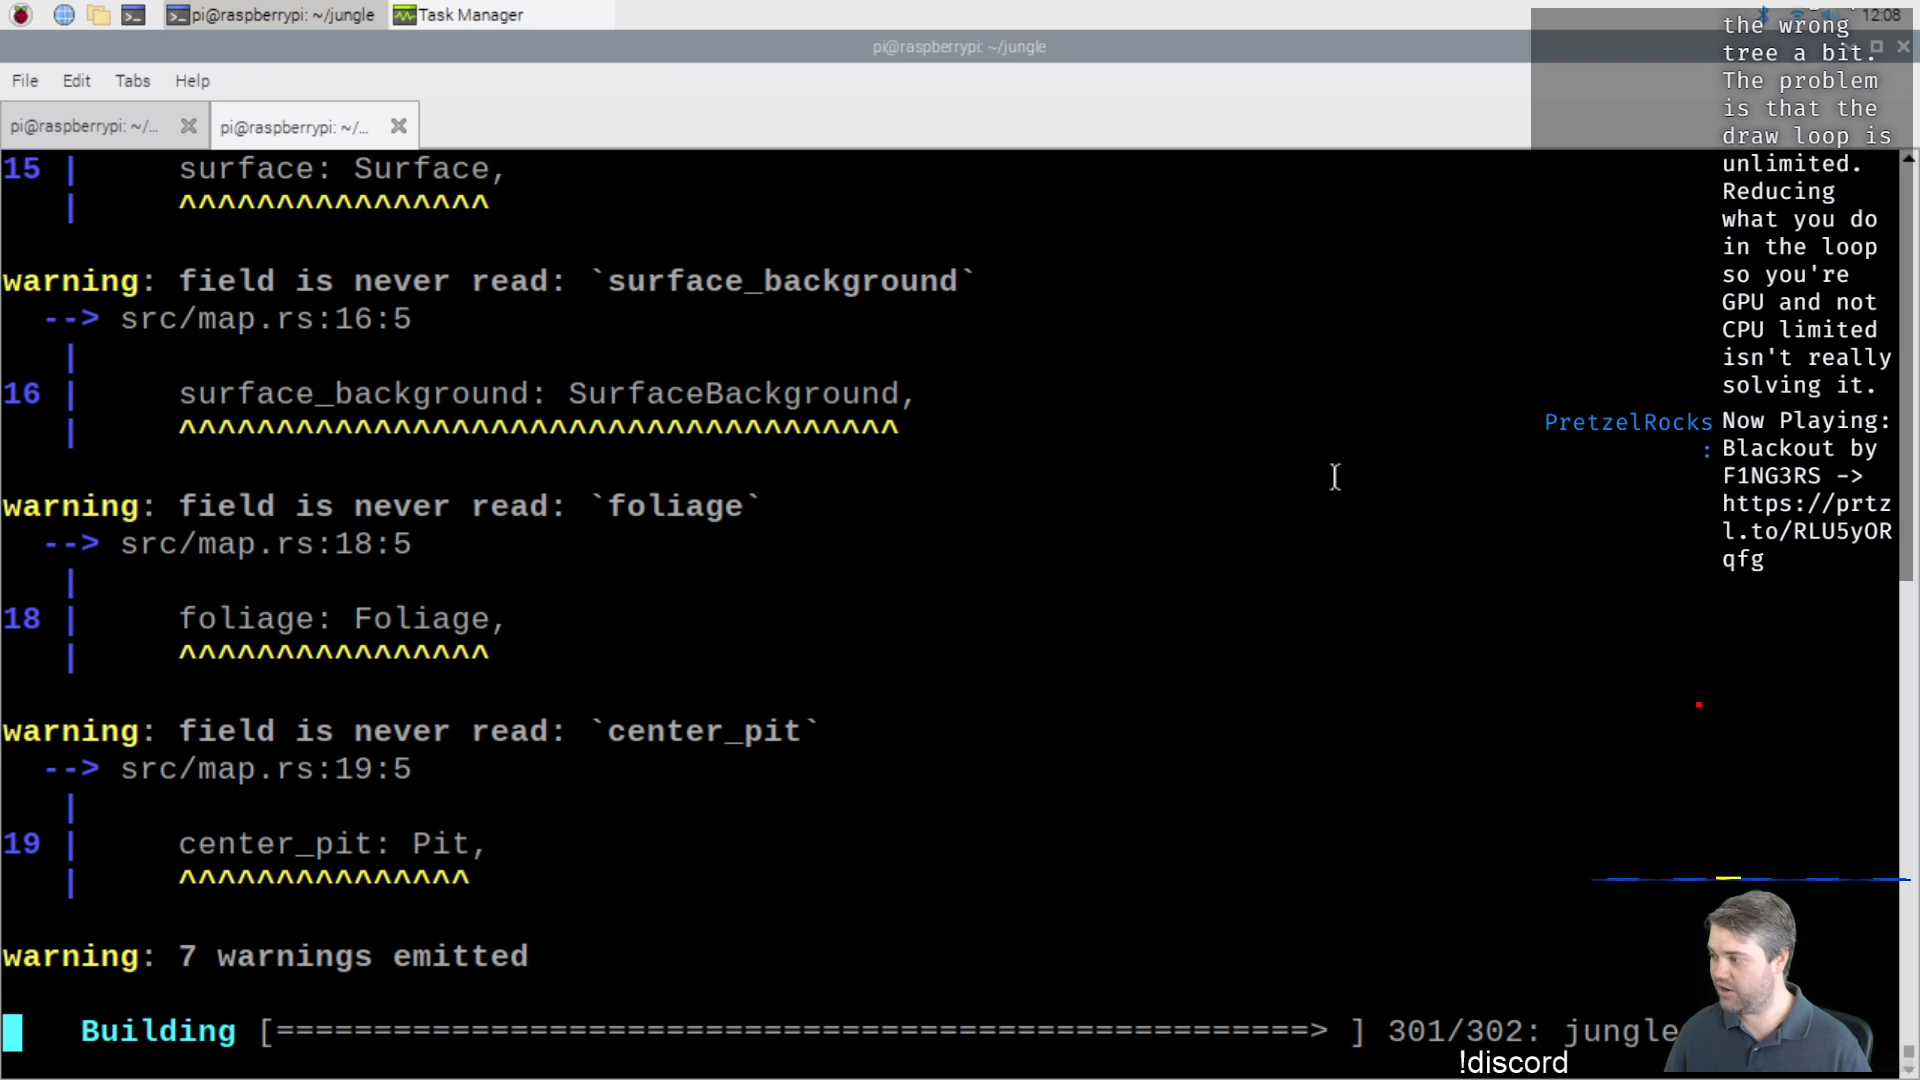 pi@raspberrypi: ~/jungle
Task Manager
12:08
pi@raspberrypi: ~/jungle
File Edit Tabs Help
pi@raspberrypi: ~/...
pi@raspberrypi: ~/...
15 | surface: Surface,
| ^^^^^^^^^^^^^^^^
warning: field is never read: `surface_background`
--> src/map.rs:16:5
|
16 | surface_background: SurfaceBackground,
| ^^^^^^^^^^^^^^^^^^^^^^^^^^^^^^^^^^^^^
warning: field is never read: `foliage`
--> src/map.rs:18:5
|
18 | foliage: Foliage,
| ^^^^^^^^^^^^^^^^
warning: field is never read: `center_pit`
--> src/map.rs:19:5
|
19 | center_pit: Pit,
| ^^^^^^^^^^^^^^^
warning: 7 warnings emitted
Building [=====================================================> ] 301/302: jungle
the wrong
tree a bit.
The problem
is that the
draw loop is
unlimited.
Reducing
what you do
in the loop
so you're
GPU and not
CPU limited
isn't really
solving it.
PretzelRocks
: Now Playing:
Blackout by
F1NG3RS ->
https://prtz
l.to/RLU5yOR
qfg
!discord